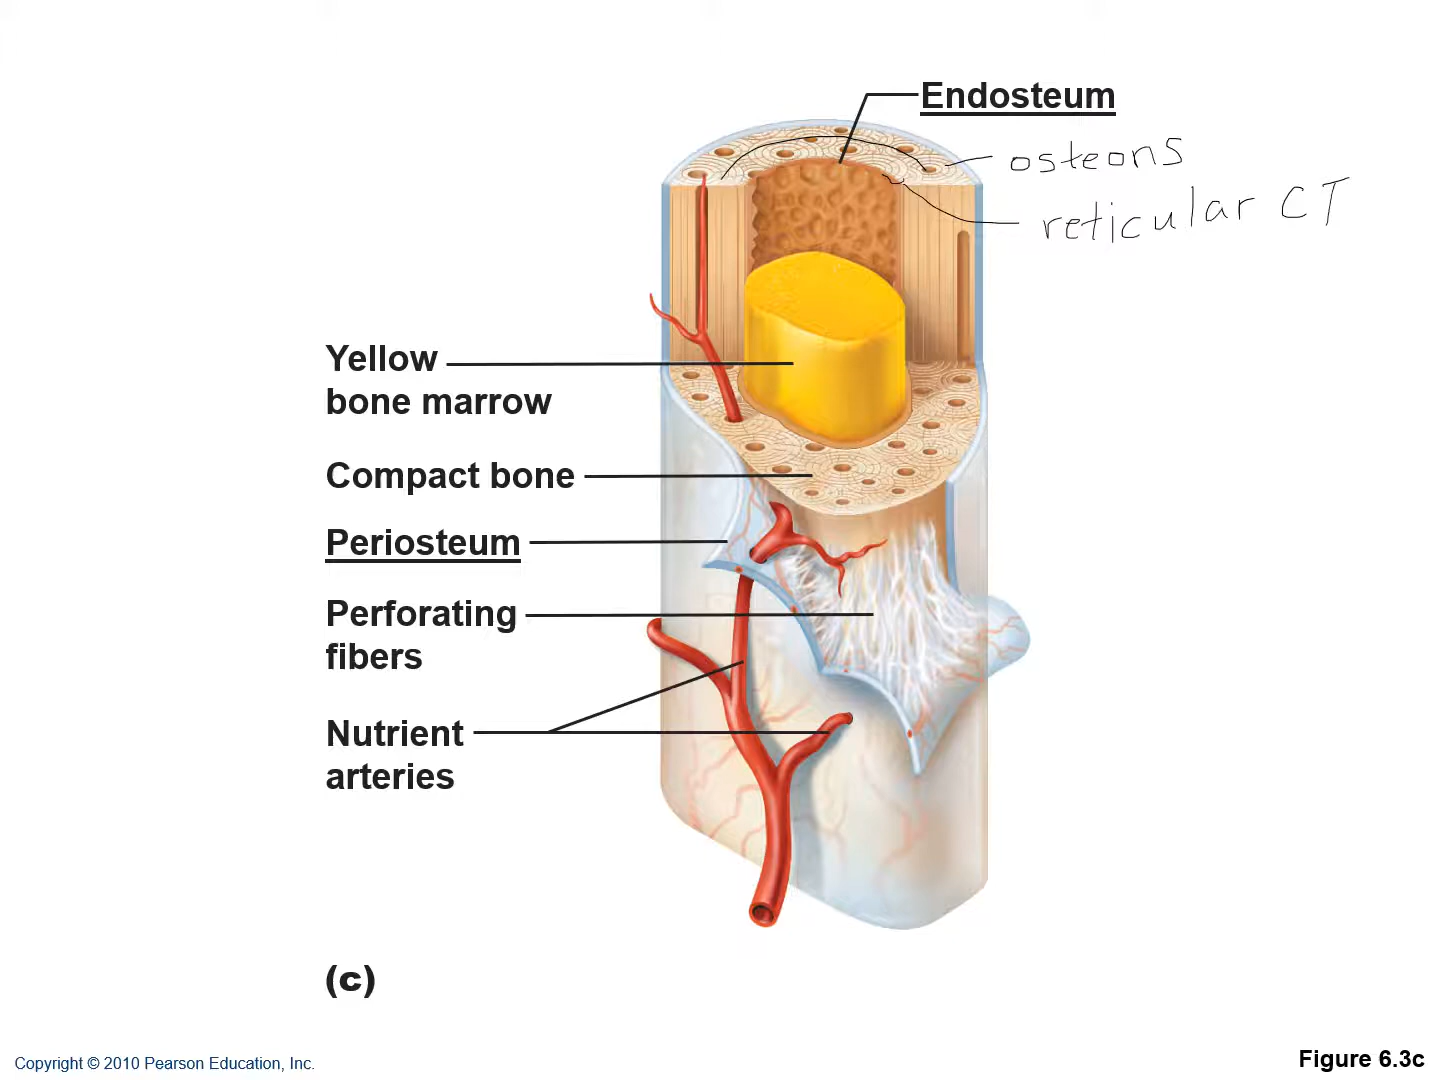 Endosteum
osteons
reticular CT
Yellow
bone marrow
Compact bone
Periosteum
Perforating
fibers
Nutrient
arteries
(c)
Copyright © 2010 Pearson Education, Inc.
Figure 6.3c